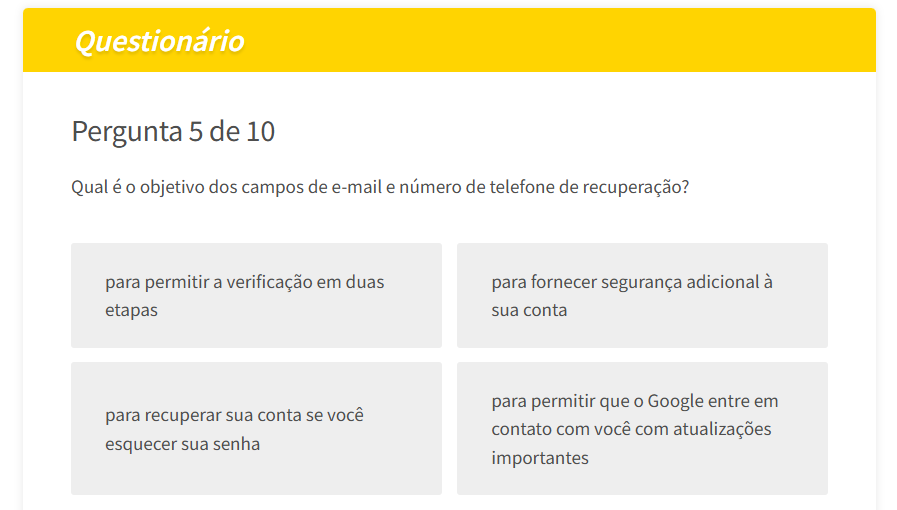 Questionário
Pergunta 5 de 10
Qual é o objetivo dos campos de e-mail e número de telefone de recuperação?
para permitir a verificação em duas
etapas
para fornecer segurança adicional à
sua conta
para recuperar sua conta se você
esquecer sua senha
para permitir que o Google entre em
contato com você com atualizações
importantes